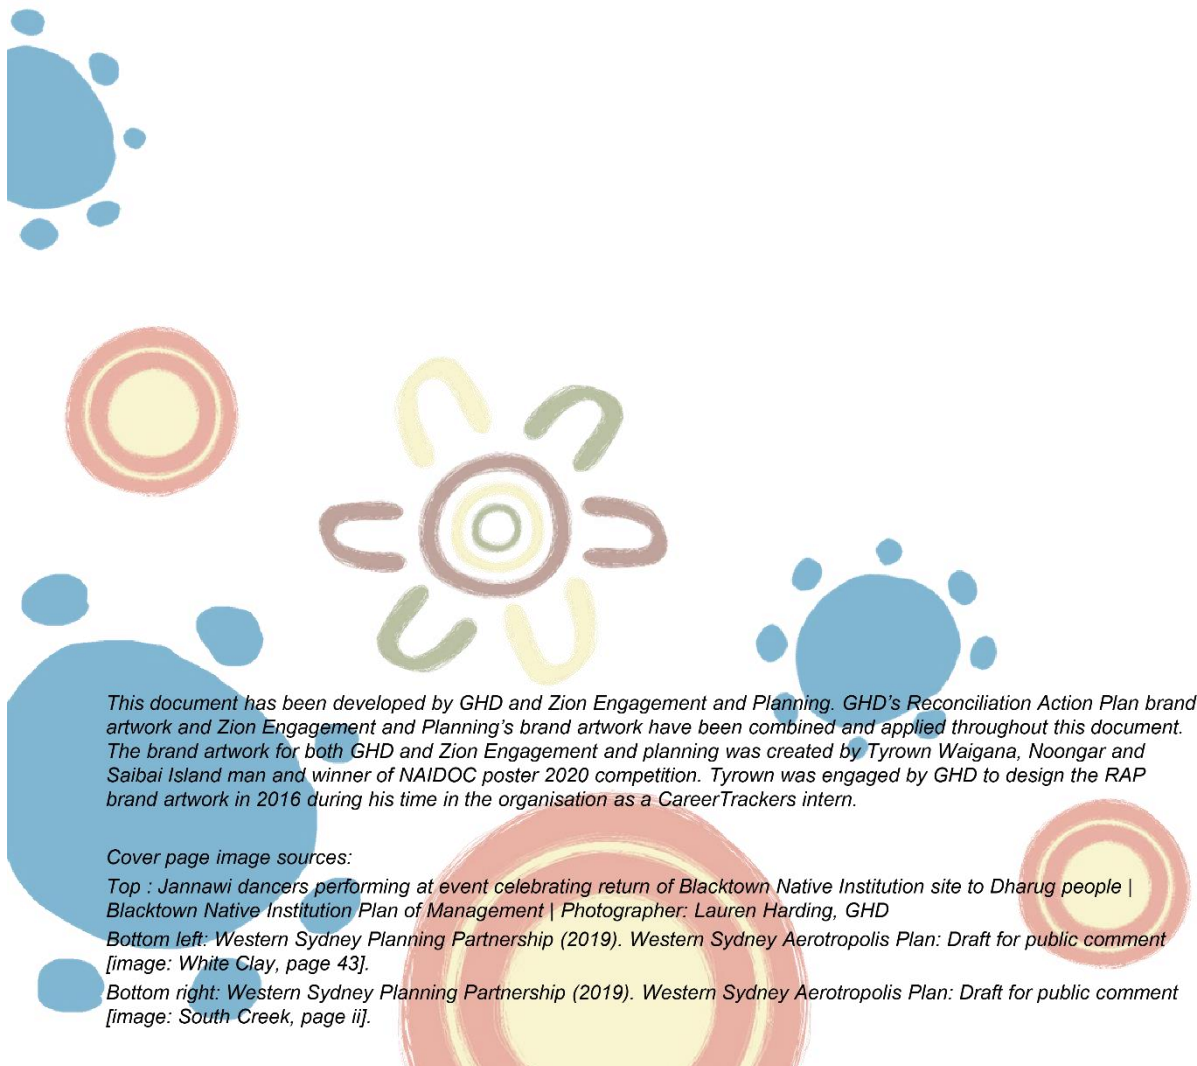 This document has been developed by GHD and Zion Engagement and Planning. GHD's Reconciliation Action Plan brand
artwork and Zion Engagement and Planning's brand artwork have been combined and applied throughout this document.
The brand artwork for both GHD and Zion Engagement and planning was created by Tyrown Waigana, Noongar and
Saibai Island man and winner of NAIDOC poster 2020 competition. Tyrown was engaged by GHD to design the RAP
brand artwork in 2016 during his time in the organisation as a CareerTrackers intern.
Cover page image sources:
Top : Jannawi dancers performing at event celebrating return of Blacktown Native Institution site to Dharug people |
Blacktown Native Institution Plan of Management | Photographer: Lauren Harding, GHD
Bottom left: Western Sydney Planning Partnership (2019). Western Sydney Aerotropolis Plan: Draft for public comment
[image: White Clay, page 43].
Bottom right: Western Sydney Planning Partnership (2019). Western Sydney Aerotropolis Plan: Draft for public comment
[image: South Creek, page ii].